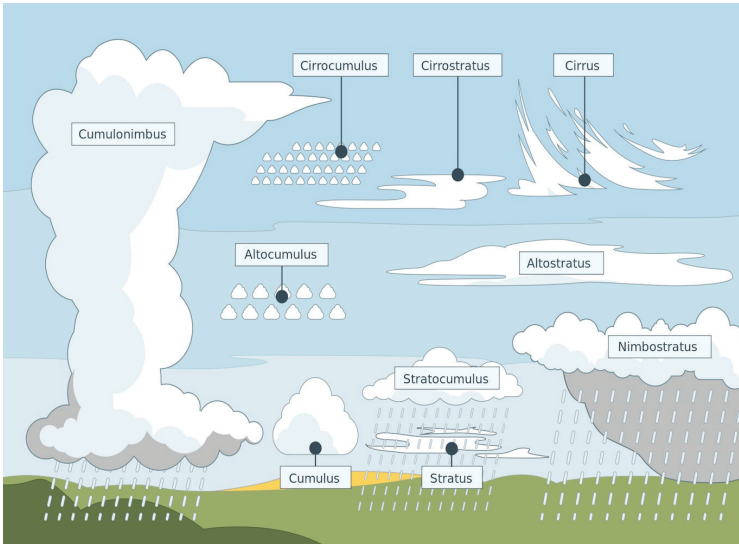 Cirrocumulus
Cirrostratus
Cirrus
Cumulonimbus
Altocumulus
Altostratus
Nimbostratus
Stratocumulus
Cumulus
Stratus